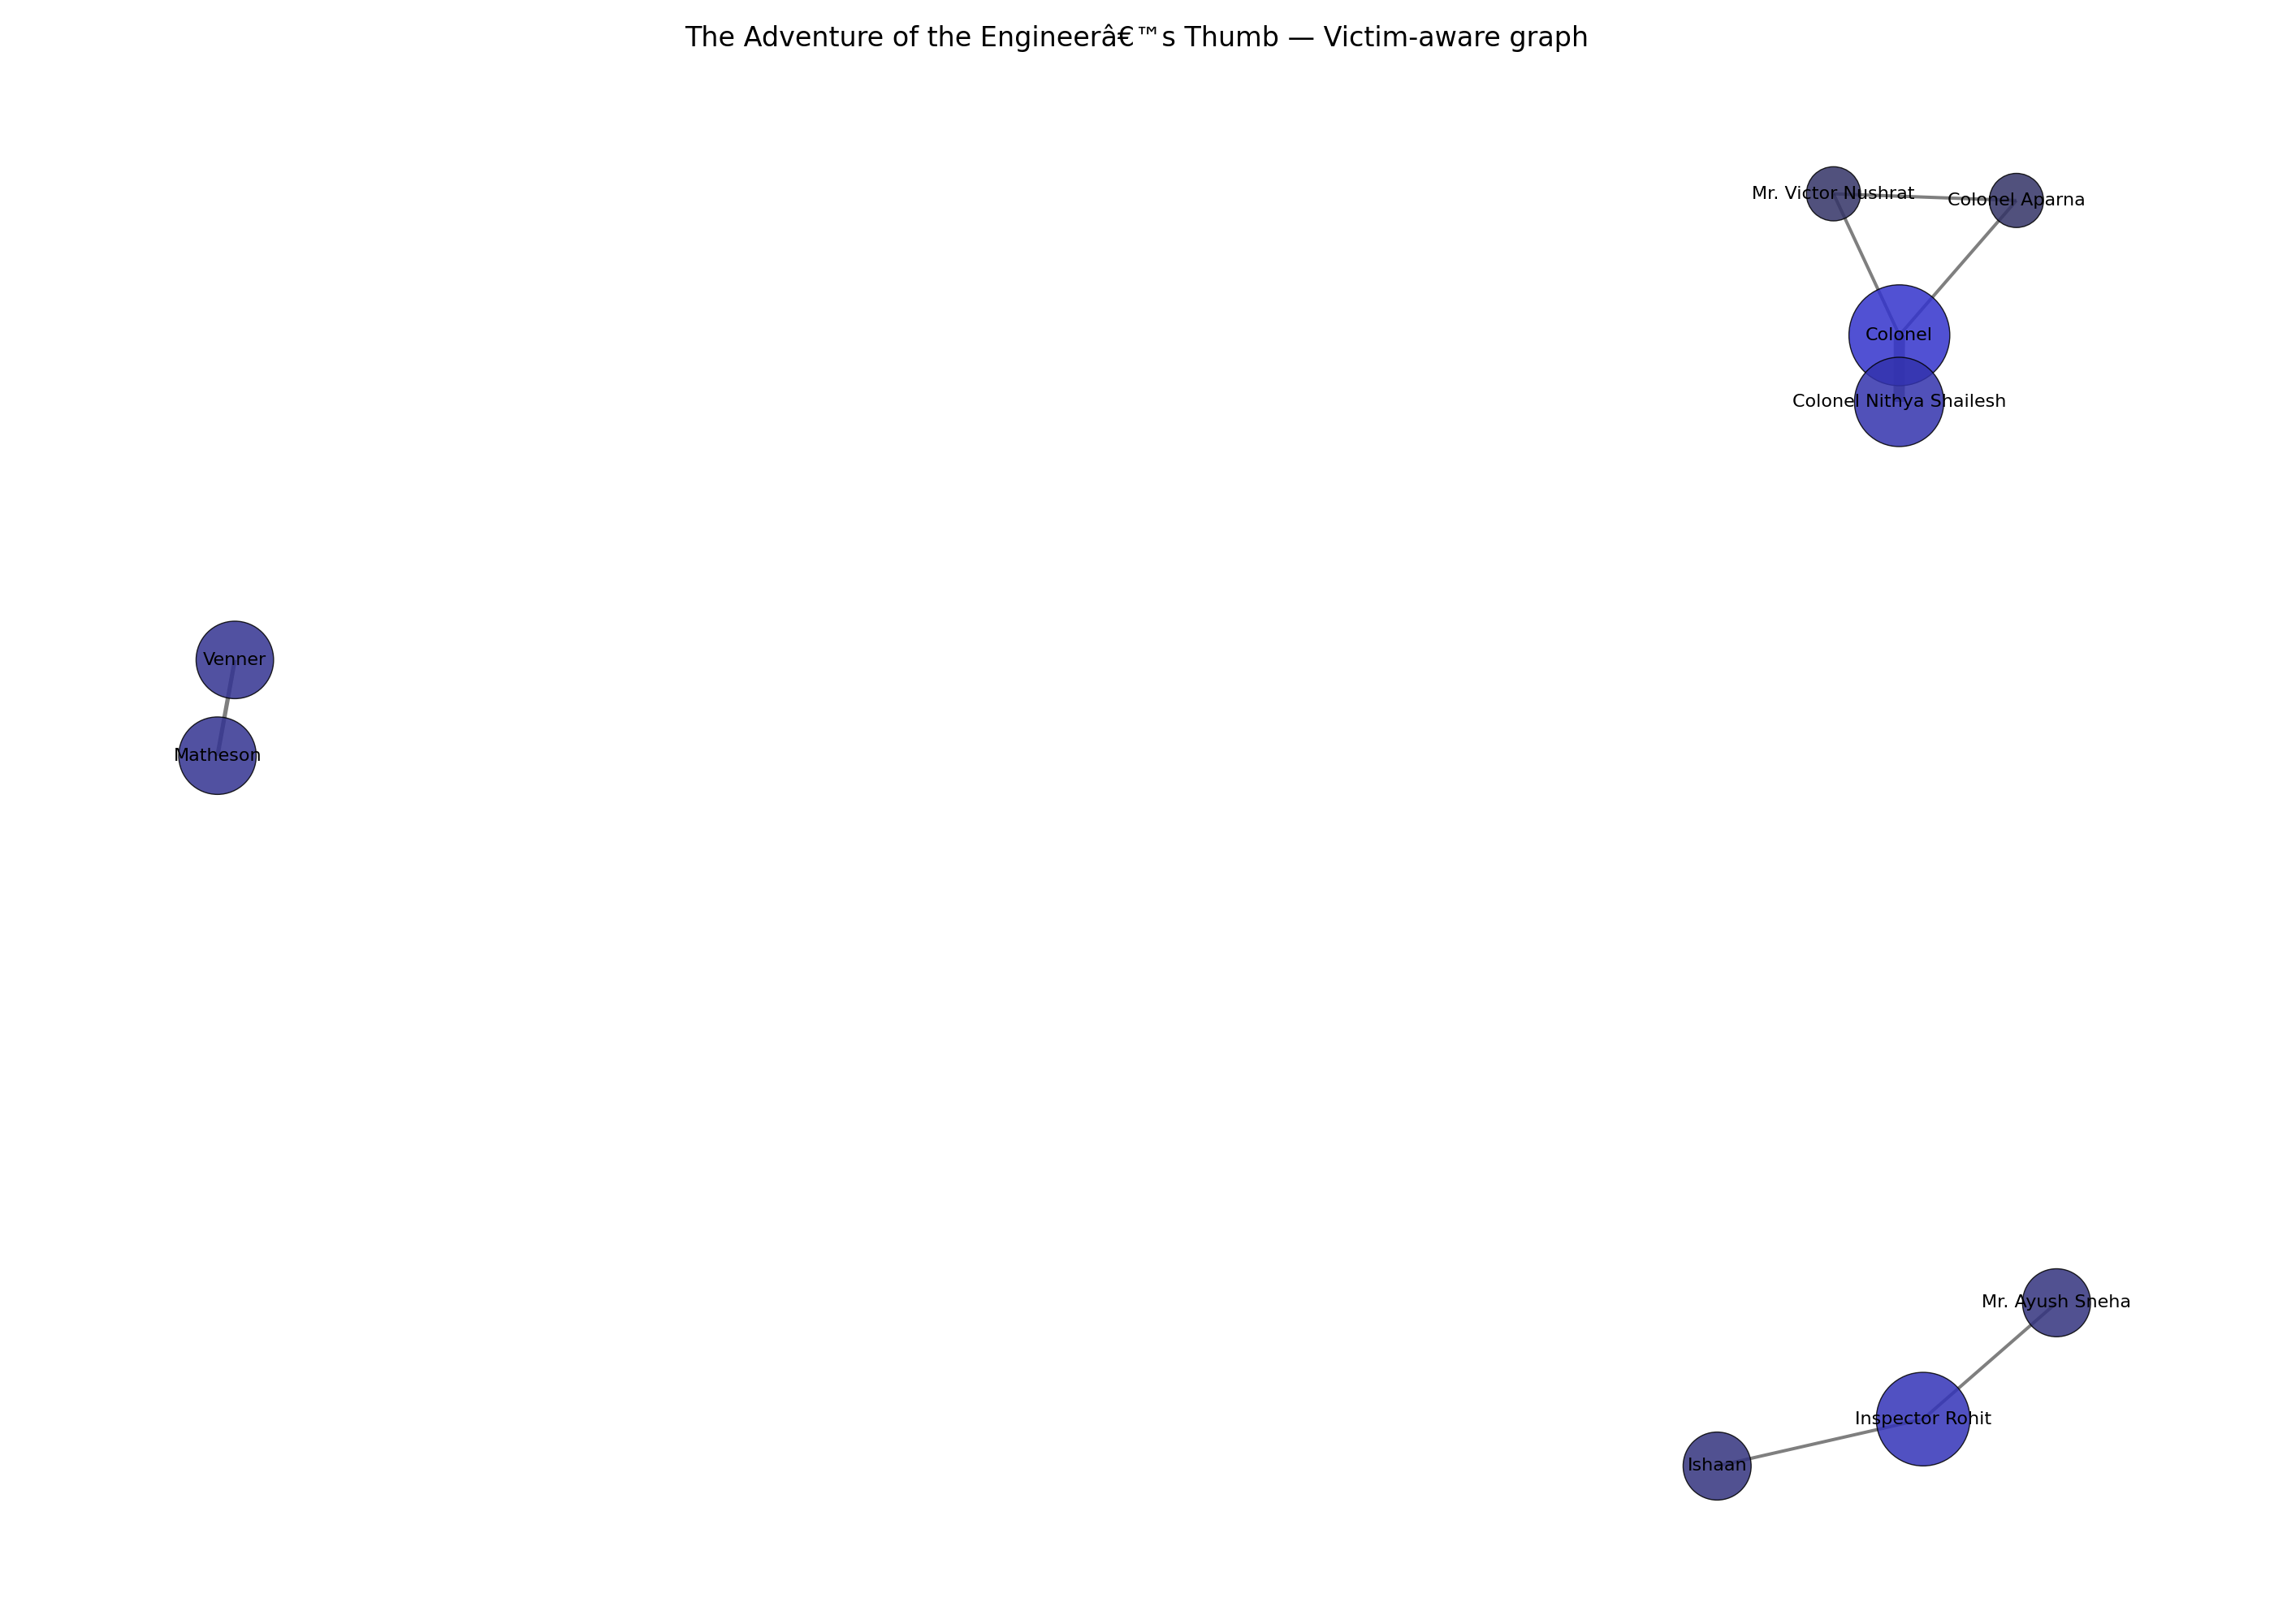 The Adventure of the Engineerâ€™s Thumb — Victim-aware graph
Mr. Victor Nushrat
Colonel Aparna
Colonel
Colonel Nithya Shailesh
Venner
Matheson
Mr. Ayush Sneha
Inspector Rohit
Ishaan